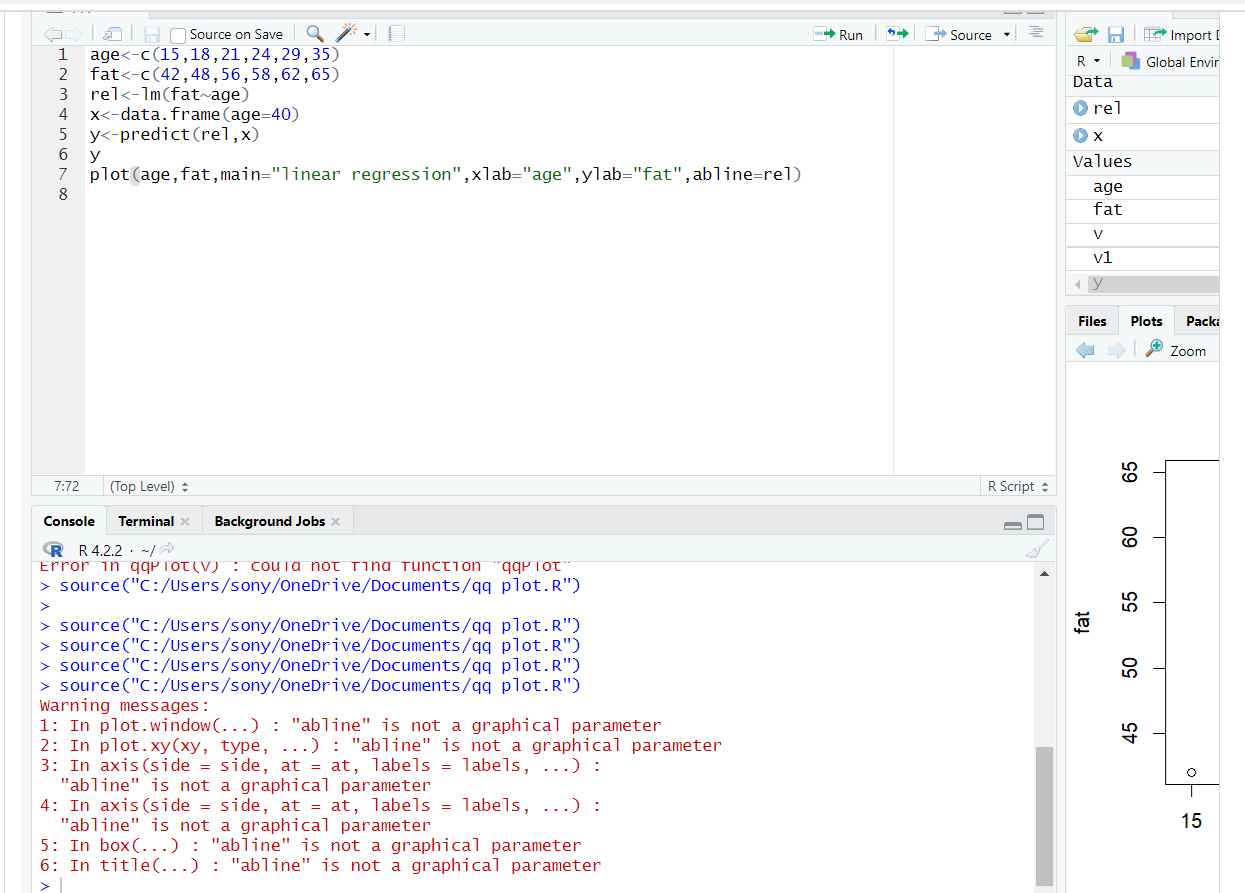 Source on Save
Run
Source
1 age<-c(15,18,21,24,29,35)
2 fat<-c(42,48,56,58,62,65)
3 rel<-lm(fat~age)
4 x<-data.frame(age=40)
5 y<-predict(rel,x)
6 y
7 plot(age,fat,main="linear regression",xlab="age",ylab="fat",abline=rel)
8
7:72 (Top Level) R Script
Console Terminal Background Jobs
R 4.2.2 · ~/
Error in qqPlot(v) : could not find function "qqPlot"
> source("C:/Users/sony/OneDrive/Documents/qq plot.R")
>
> source("C:/Users/sony/OneDrive/Documents/qq plot.R")
> source("C:/Users/sony/OneDrive/Documents/qq plot.R")
> source("C:/Users/sony/OneDrive/Documents/qq plot.R")
> source("C:/Users/sony/OneDrive/Documents/qq plot.R")
Warning messages:
1: In plot.window(...) : "abline" is not a graphical parameter
2: In plot.xy(xy, type, ...) : "abline" is not a graphical parameter
3: In axis(side = side, at = at, labels = labels, ...) :
"abline" is not a graphical parameter
4: In axis(side = side, at = at, labels = labels, ...) :
"abline" is not a graphical parameter
5: In box(...) : "abline" is not a graphical parameter
6: In title(...) : "abline" is not a graphical parameter
>
Import
R Global Envir
Data
rel
x
Values
age
fat
v
v1
y
Files Plots Packa
Zoom
65
60
55
50
45
fat
15